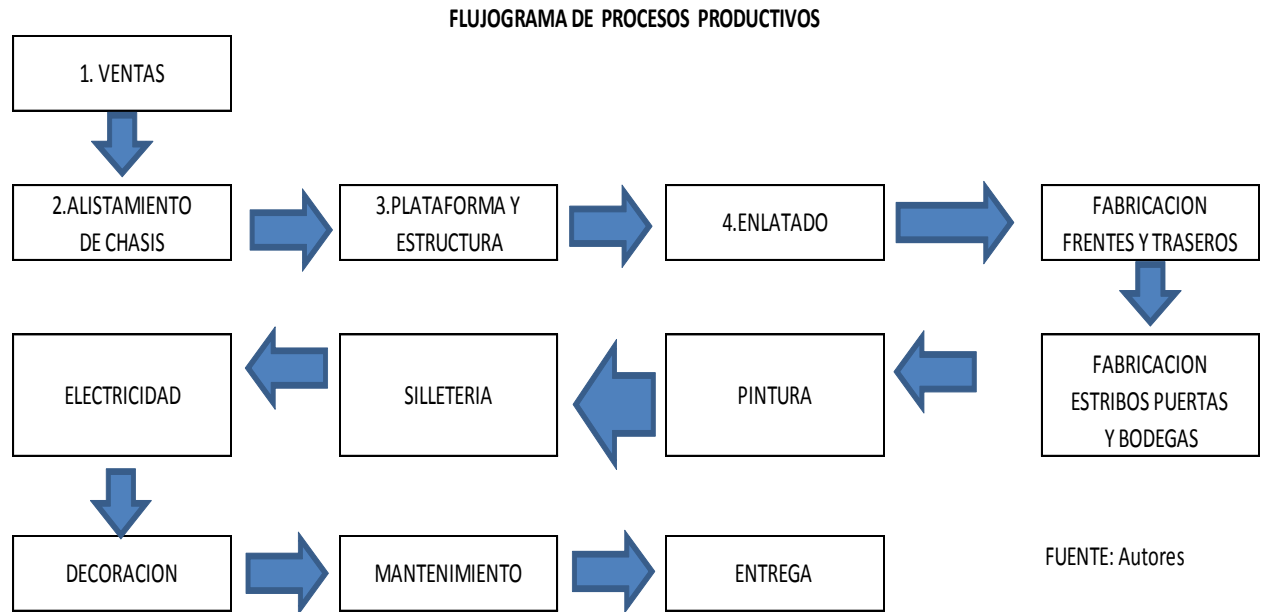 FLUJOGRAMA DE PROCESOS PRODUCTIVOS
1. VENTAS
2.ALISTAMIENTO
DE CHASIS
3.PLATAFORMA Y
ESTRUCTURA
4.ENLATADO
FABRICACION
FRENTES Y TRASEROS
FABRICACION
ESTRIBOS PUERTAS
Y BODEGAS
PINTURA
SILLETERIA
ELECTRICIDAD
DECORACION
MANTENIMIENTO
ENTREGA
FUENTE: Autores